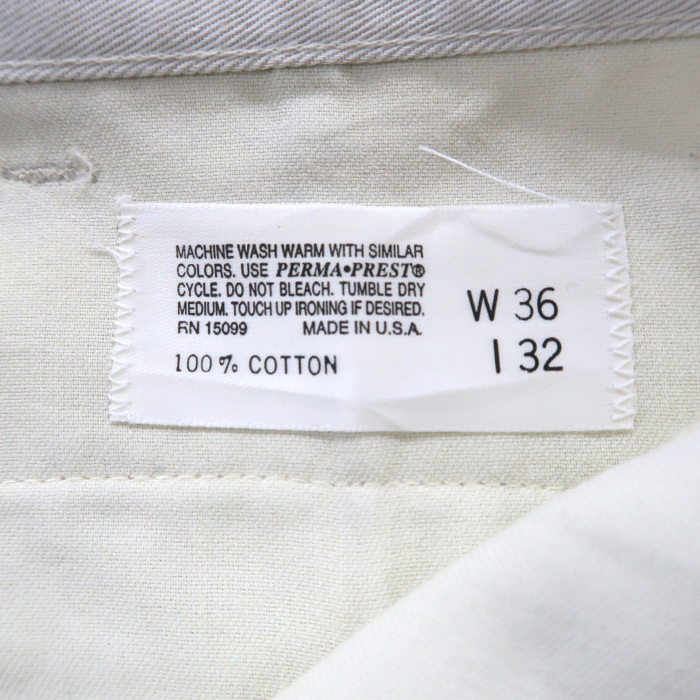 MACHINE WASH WARM WITH SIMILAR
COLORS. USE PERMA•PREST®
CYCLE. DO NOT BLEACH. TUMBLE DRY
MEDIUM. TOUCH UP IRONING IF DESIRED.
RN 15099 MADE IN U.S.A.
100% COTTON
W 36
I 32